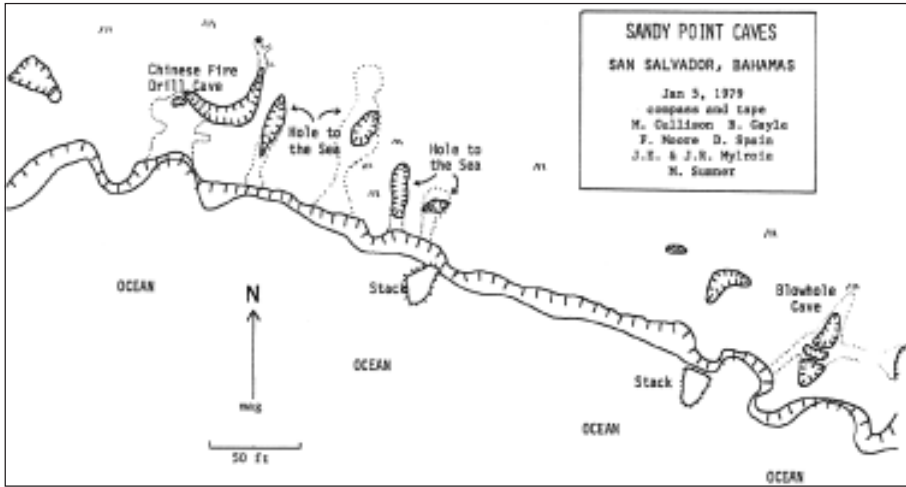 SANDY POINT CAVES
SAN SALVADOR, BAHAMAS
Jan 5, 1979
compass and tape
M. Cullison B. Gayle
F. Moore D. Spain
J.E. & J.R. Mylroie
N. Sumner
Chinese Fire
Drill Cave
Hole to
the Sea
Hole to
the Sea
Blowhole
Cave
Stack
Stack
OCEAN
OCEAN
OCEAN
OCEAN
N
mag
50 ft